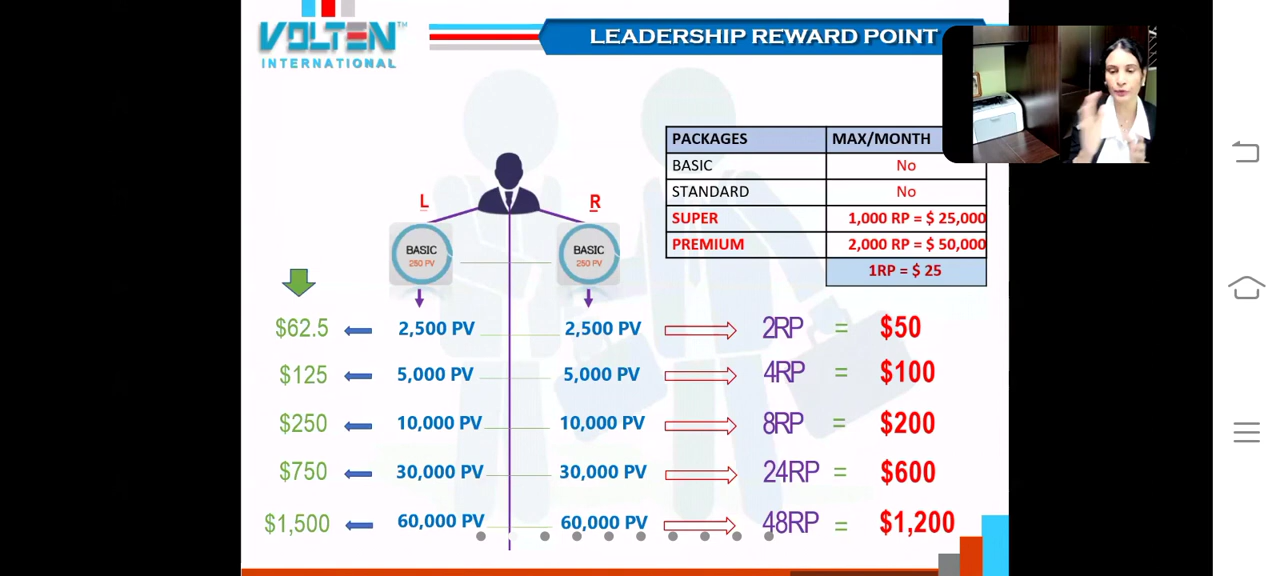 VOLTEN™
INTERNATIONAL
LEADERSHIP REWARD POINT
PACKAGES MAX/MONTH
BASIC No
STANDARD No
SUPER 1,000 RP = $ 25,000
PREMIUM 2,000 RP = $ 50,000
1RP = $ 25
L R
BASIC BASIC
250 PV 250 PV
$62.5 2,500 PV 2,500 PV 2RP = $50
$125 5,000 PV 5,000 PV 4RP = $100
$250 10,000 PV 10,000 PV 8RP = $200
$750 30,000 PV 30,000 PV 24RP = $600
$1,500 60,000 PV 60,000 PV 48RP = $1,200